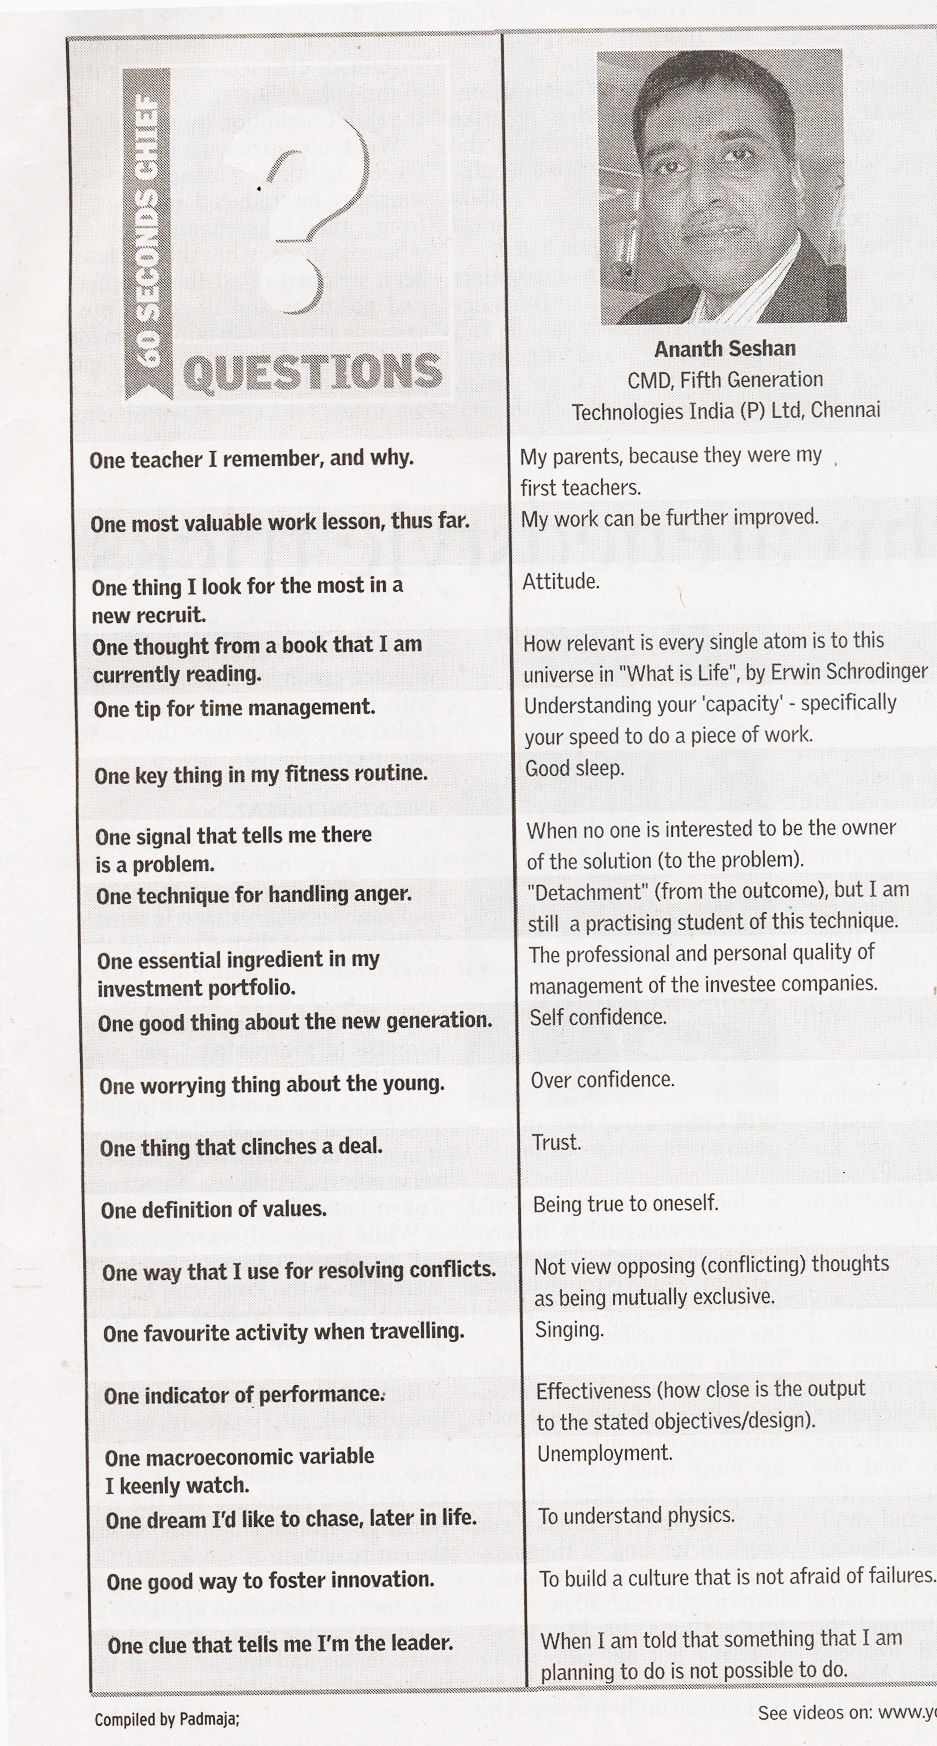 60 SECONDS CHIEF
QUESTIONS
Ananth Seshan
CMD, Fifth Generation
Technologies India (P) Ltd, Chennai
One teacher I remember, and why.
My parents, because they were my
first teachers.
One most valuable work lesson, thus far.
My work can be further improved.
One thing I look for the most in a
new recruit.
Attitude.
One thought from a book that I am
currently reading.
How relevant is every single atom is to this
universe in "What is Life", by Erwin Schrodinger
One tip for time management.
Understanding your 'capacity' - specifically
your speed to do a piece of work.
One key thing in my fitness routine.
Good sleep.
One signal that tells me there
is a problem.
When no one is interested to be the owner
of the solution (to the problem).
One technique for handling anger.
"Detachment" (from the outcome), but I am
still a practising student of this technique.
One essential ingredient in my
investment portfolio.
The professional and personal quality of
management of the investee companies.
One good thing about the new generation.
Self confidence.
One worrying thing about the young.
Over confidence.
One thing that clinches a deal.
Trust.
One definition of values.
Being true to oneself.
One way that I use for resolving conflicts.
Not view opposing (conflicting) thoughts
as being mutually exclusive.
One favourite activity when travelling.
Singing.
One indicator of performance.
Effectiveness (how close is the output
to the stated objectives/design).
One macroeconomic variable
I keenly watch.
Unemployment.
One dream I'd like to chase, later in life.
To understand physics.
One good way to foster innovation.
To build a culture that is not afraid of failures.
One clue that tells me I'm the leader.
When I am told that something that I am
planning to do is not possible to do.
Compiled by Padmaja;
See videos on: www.yo